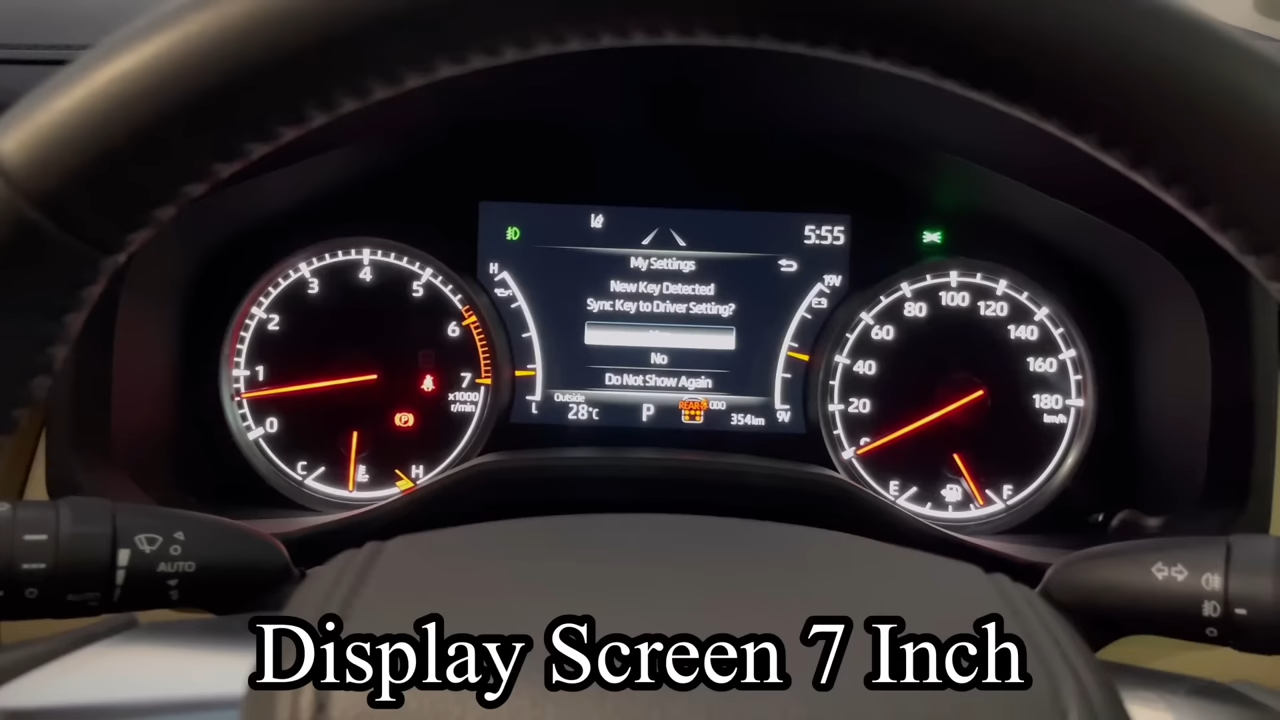 5:55
My Settings
New Key Detected
Sync Key to Driver Setting?
No
Do Not Show Again
Outside
28°C
P
REAR
000
354 km
H
L
19V
9V
0
1
2
3
4
5
6
7
x1000
r/min
C
H
20
40
60
80
100
120
140
160
180
km/h
E
F
AUTO
Display Screen 7 Inch